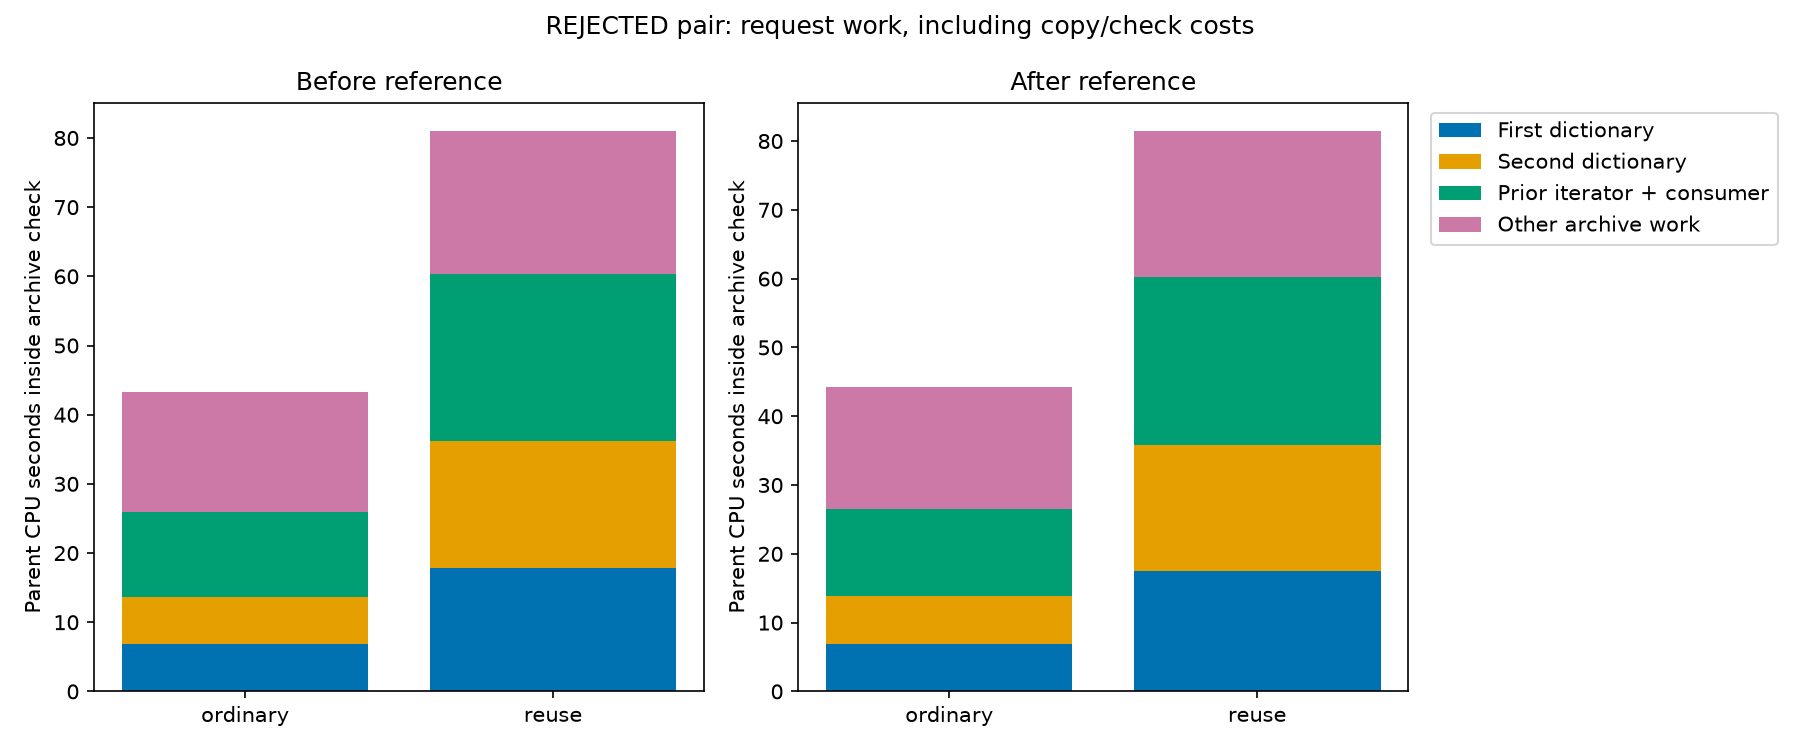 REJECTED pair: request work, including copy/check costs
Before reference
Parent CPU seconds inside archive check
80
70
60
50
40
30
20
10
0
ordinary
reuse
After reference
Parent CPU seconds inside archive check
80
70
60
50
40
30
20
10
0
ordinary
reuse
First dictionary
Second dictionary
Prior iterator + consumer
Other archive work